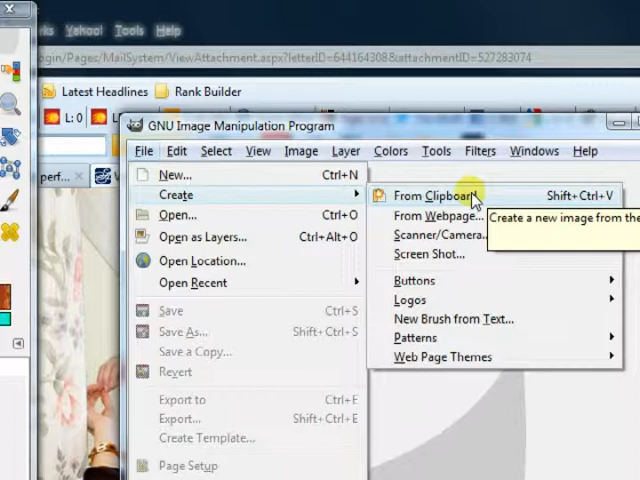 rks Yahoo! Tools Help
ogin/Pages/MailSystem/ViewAttachment.aspx?letterID=644164308&attachmentID=527283074
Latest Headlines Rank Builder
L: 0 L:
GNU Image Manipulation Program
File Edit Select View Image Layer Colors Tools Filters Windows Help
perf...
New... Ctrl+N
Create
Open... Ctrl+O
Open as Layers... Ctrl+Alt+O
Open Location...
Open Recent
Save Ctrl+S
Save As... Shift+Ctrl+S
Save a Copy...
Revert
Export to Ctrl+E
Export... Shift+Ctrl+E
Create Template...
Page Setup
From Clipboard Shift+Ctrl+V
From Webpage...
Scanner/Camera...
Screen Shot...
Buttons
Logos
New Brush from Text...
Patterns
Web Page Themes
Create a new image from the